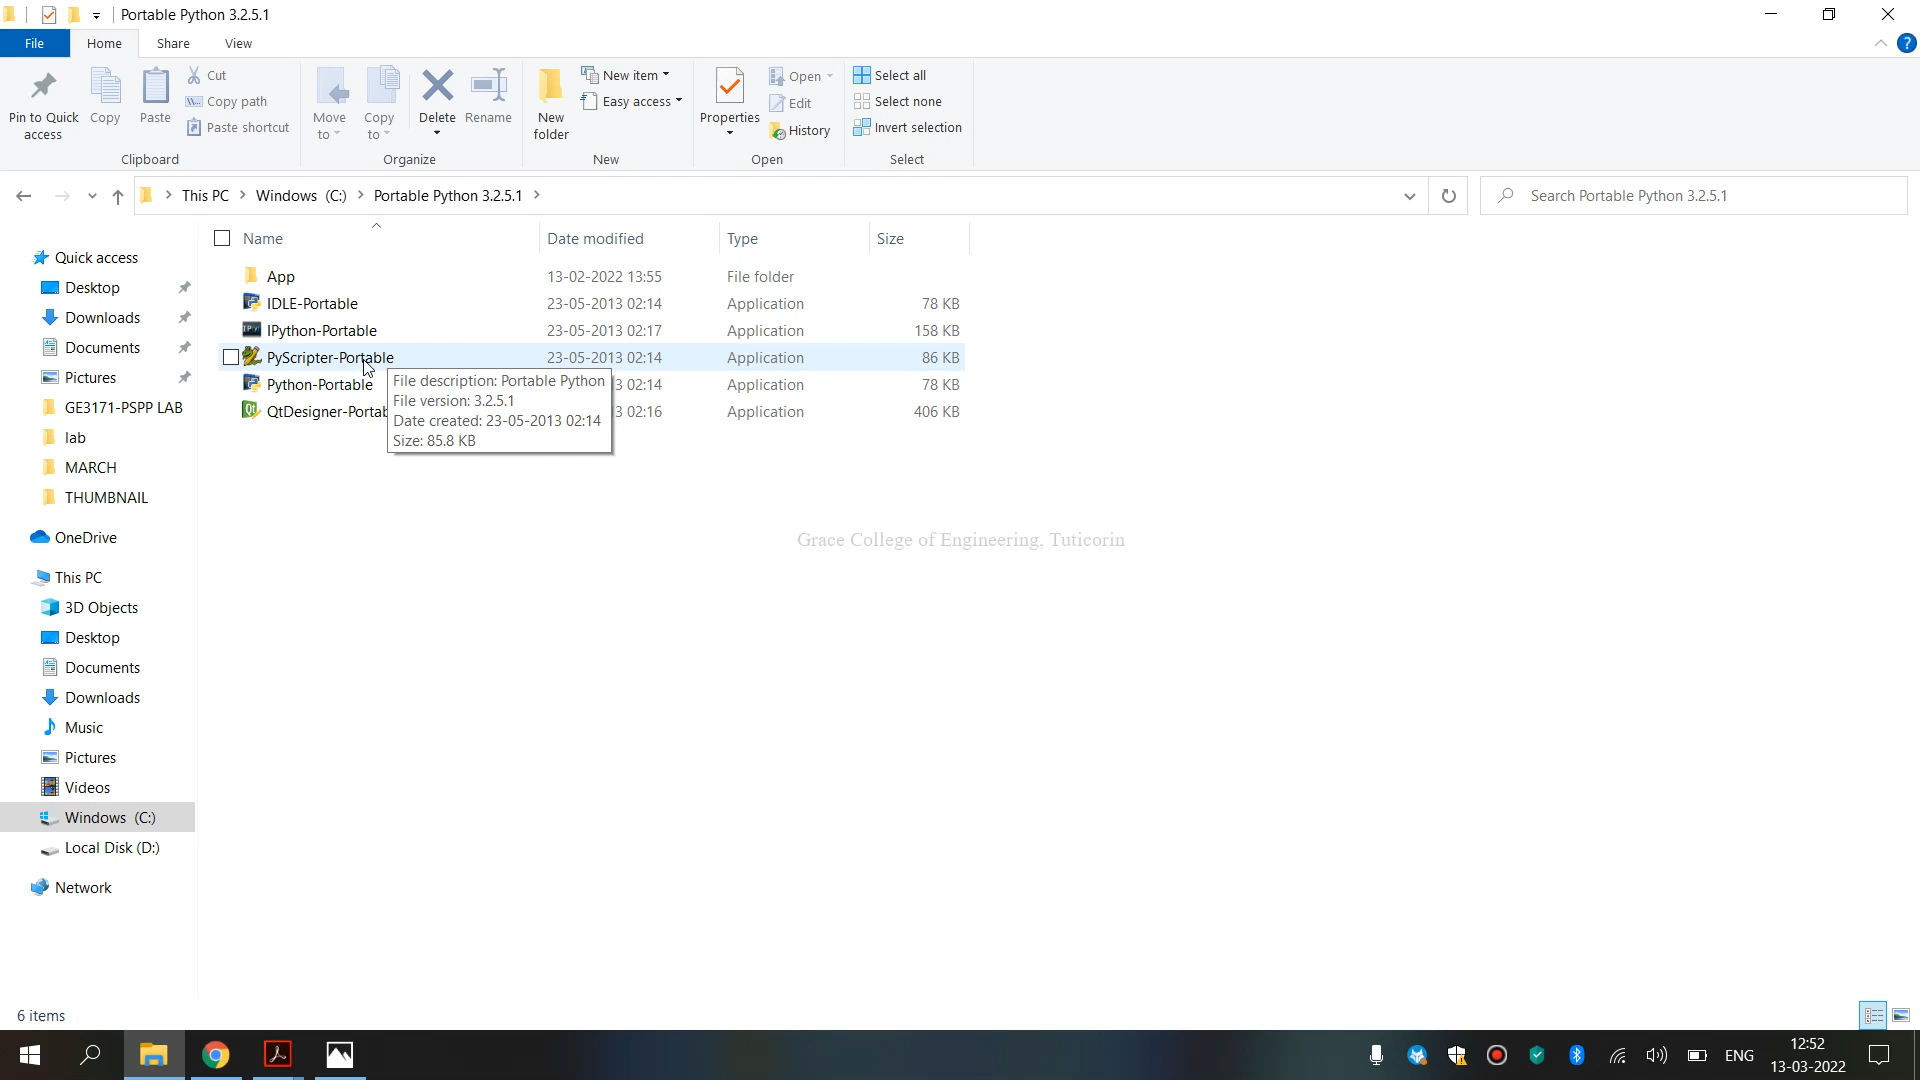 Portable Python 3.2.5.1
File Home Share View
Pin to Quick access
Copy
Paste
Cut
Copy path
Paste shortcut
Clipboard
Move to
Copy to
Delete
Rename
Organize
New folder
New item
Easy access
New
Properties
Open
Edit
History
Open
Select all
Select none
Invert selection
Select
This PC > Windows (C:) > Portable Python 3.2.5.1 >
Search Portable Python 3.2.5.1
Name Date modified Type Size
App 13-02-2022 13:55 File folder
IDLE-Portable 23-05-2013 02:14 Application 78 KB
IPython-Portable 23-05-2013 02:17 Application 158 KB
PyScripter-Portable 23-05-2013 02:14 Application 86 KB
Python-Portable 3 02:14 Application 78 KB
QtDesigner-Portab 3 02:16 Application 406 KB
File description: Portable Python
File version: 3.2.5.1
Date created: 23-05-2013 02:14
Size: 85.8 KB
Quick access
Desktop
Downloads
Documents
Pictures
GE3171-PSPP LAB
lab
MARCH
THUMBNAIL
OneDrive
This PC
3D Objects
Desktop
Documents
Downloads
Music
Pictures
Videos
Windows (C:)
Local Disk (D:)
Network
Grace College of Engineering, Tuticorin
6 items
ENG
12:52
13-03-2022